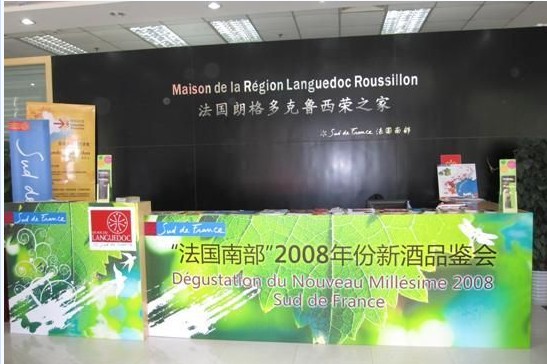 Maison de la Région Languedoc Roussillon
法国朗格多克鲁西荣之家
Sud de France 法国南部
Sud de
Sud de France
LANGUEDOC
Sud de France
“法国南部”2008年份新酒品鉴会
Dégustation du Nouveau Millésime 2008
Sud de France